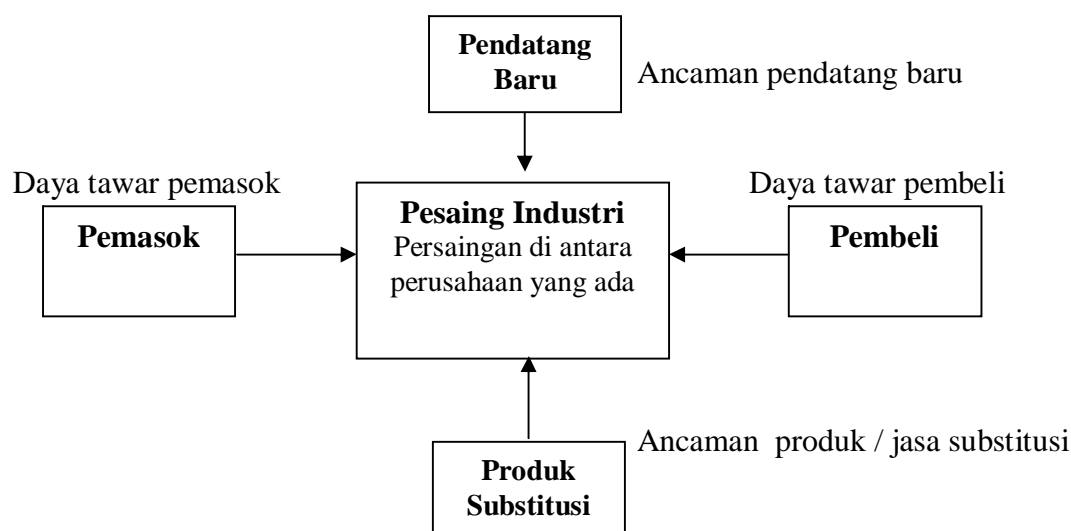 Pendatang
Baru
Ancaman pendatang baru
Daya tawar pemasok
Daya tawar pembeli
Pemasok
Pesaing Industri
Persaingan di antara
perusahaan yang ada
Pembeli
Ancaman produk / jasa substitusi
Produk
Substitusi